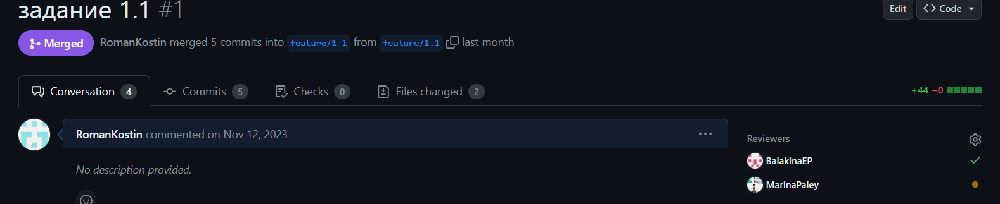 задание 1.1 #1
Edit
Code
Merged
RomanKostin merged 5 commits into feature/1-1 from feature/1.1 last month
Conversation 4
Commits 5
Checks 0
Files changed 2
+44 −0
RomanKostin commented on Nov 12, 2023
No description provided.
Reviewers
BalakinaEP
MarinaPaley